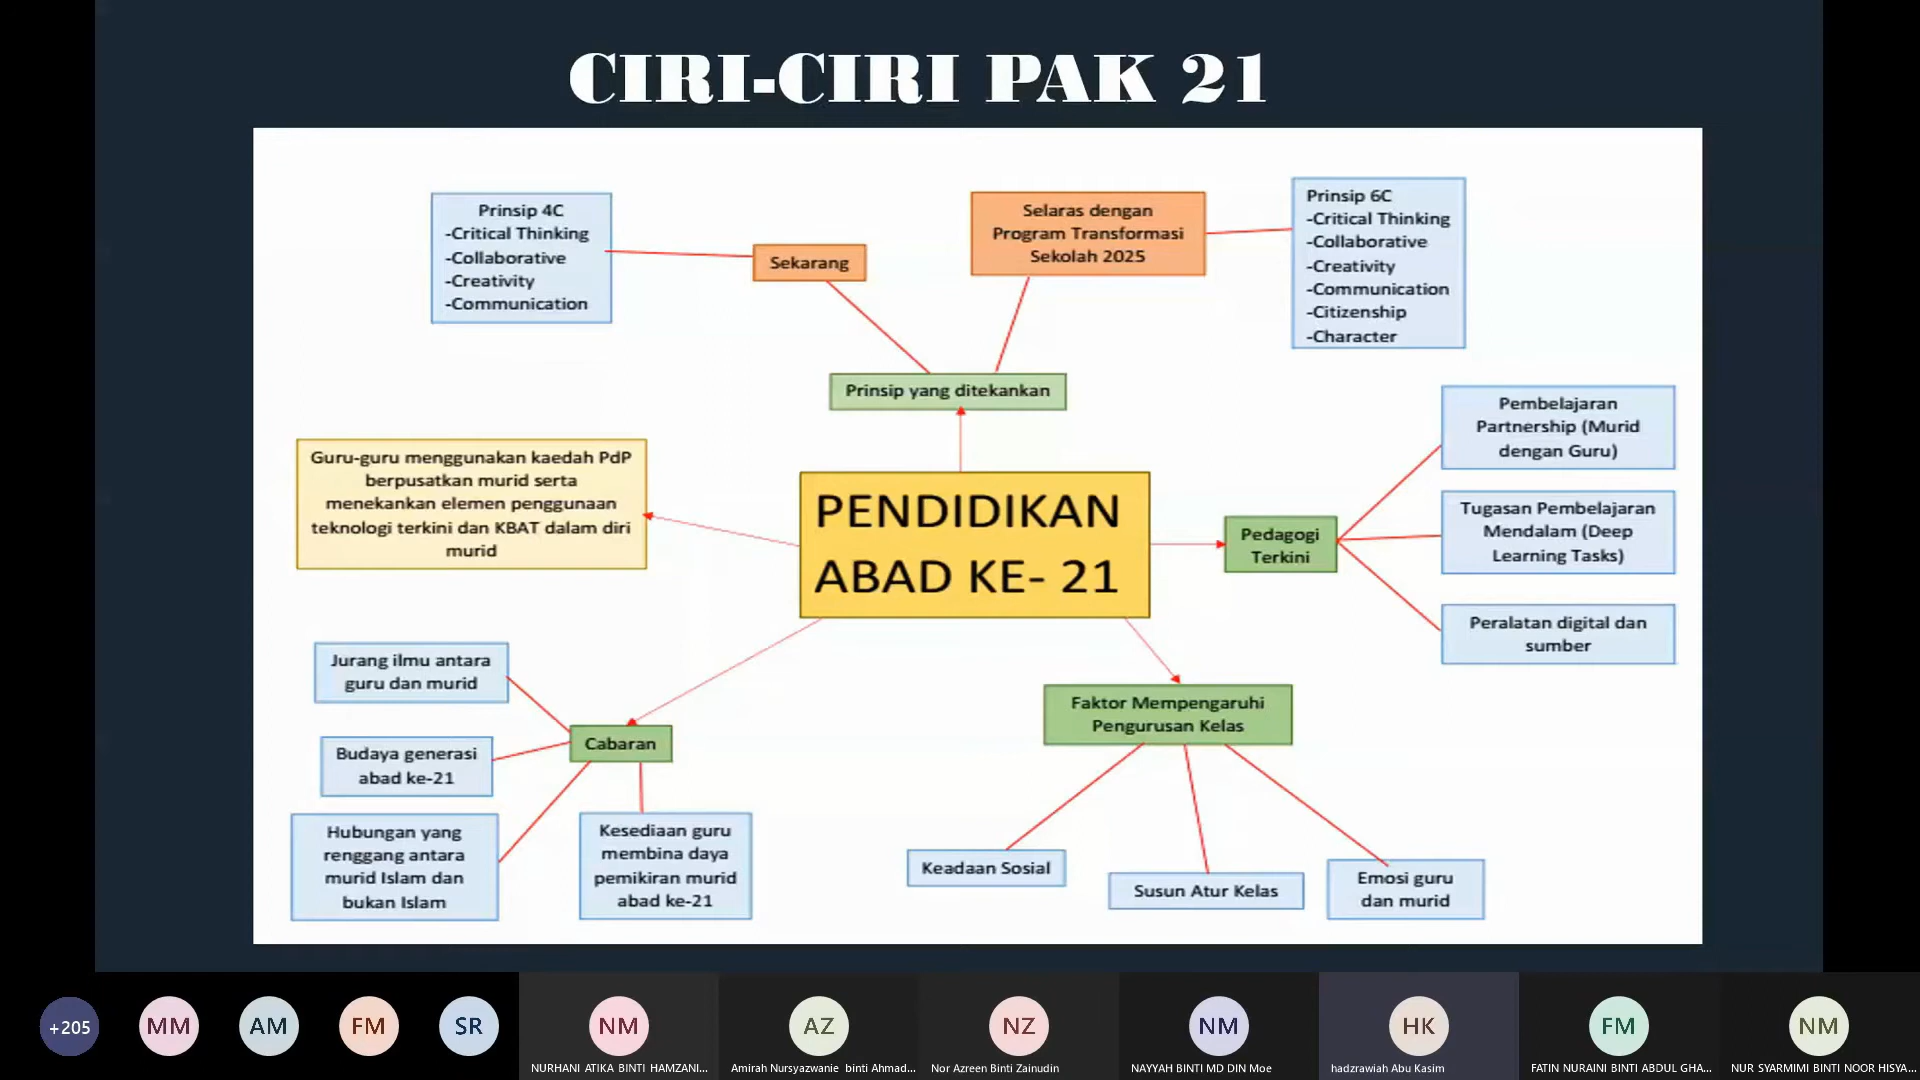 CIRI-CIRI PAK 21
Prinsip 4C
-Critical Thinking
-Collaborative
-Creativity
-Communication
Sekarang
Selaras dengan
Program Transformasi
Sekolah 2025
Prinsip 6C
-Critical Thinking
-Collaborative
-Creativity
-Communication
-Citizenship
-Character
Prinsip yang ditekankan
Guru-guru menggunakan kaedah PdP
berpusatkan murid serta
menekankan elemen penggunaan
teknologi terkini dan KBAT dalam diri
murid
PENDIDIKAN
ABAD KE- 21
Pedagogi
Terkini
Pembelajaran
Partnership (Murid
dengan Guru)
Tugasan Pembelajaran
Mendalam (Deep
Learning Tasks)
Peralatan digital dan
sumber
Jurang ilmu antara
guru dan murid
Budaya generasi
abad ke-21
Hubungan yang
renggang antara
murid Islam dan
bukan Islam
Cabaran
Kesediaan guru
membina daya
pemikiran murid
abad ke-21
Faktor Mempengaruhi
Pengurusan Kelas
Keadaan Sosial
Susun Atur Kelas
Emosi guru
dan murid
+205
MM
AM
FM
SR
NM
NURHANI ATIKA BINTI HAMZANI...
AZ
Amirah Nursyazwanie binti Ahmad...
NZ
Nor Azreen Binti Zainudin
NM
NAYYAH BINTI MD DIN Moe
HK
hadzrawiah Abu Kasim
FM
FATIN NURAINI BINTI ABDUL GHA...
NM
NUR SYARMIMI BINTI NOOR HISYA...